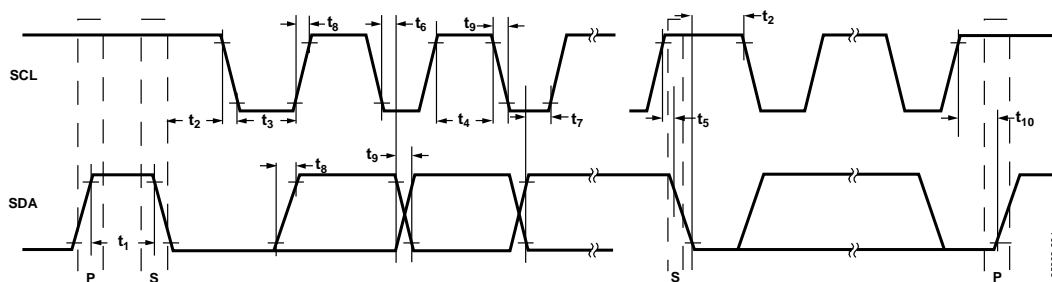 t8 t6 t9 t2
SCL
t2 t3 t4 t7 t5 t10
t9
t8
SDA
t1
P S S P